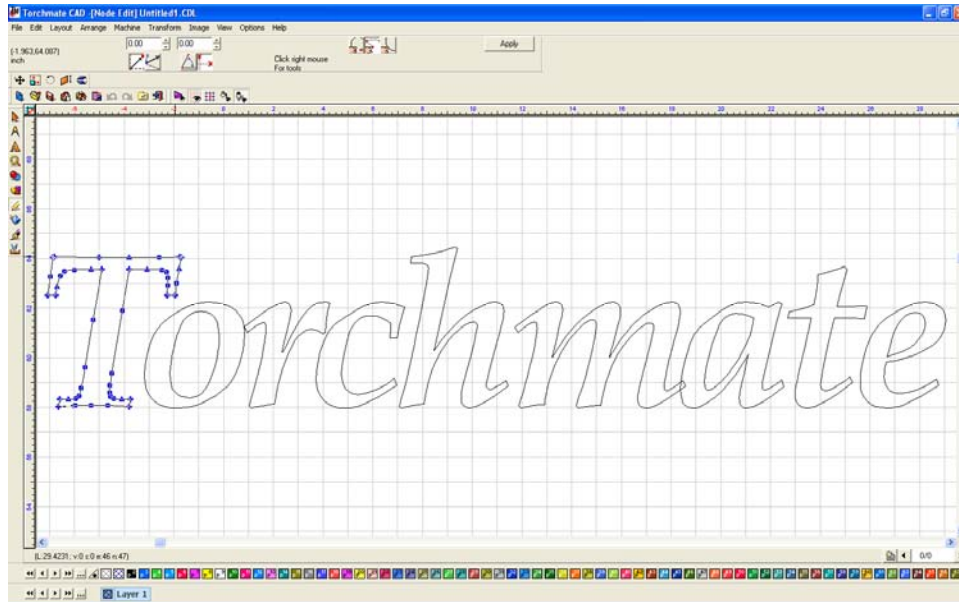 Torchmate CAD -[Node Edit] Untitled1.CDL
File Edit Layout Arrange Machine Transform Image View Options Help
(-1.963,64.007)
inch
0.00 0.00
Click right mouse
For tools
Apply
Torchmate
(L:29.4231; v:0 s:0 e:46 n:47)
0/0
Layer 1